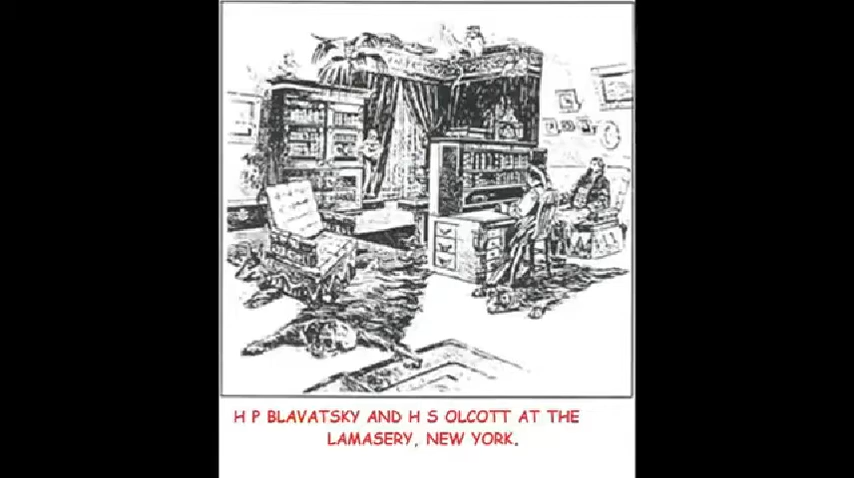 H P BLAVATSKY AND H S OLCOTT AT THE
LAMASERY, NEW YORK.